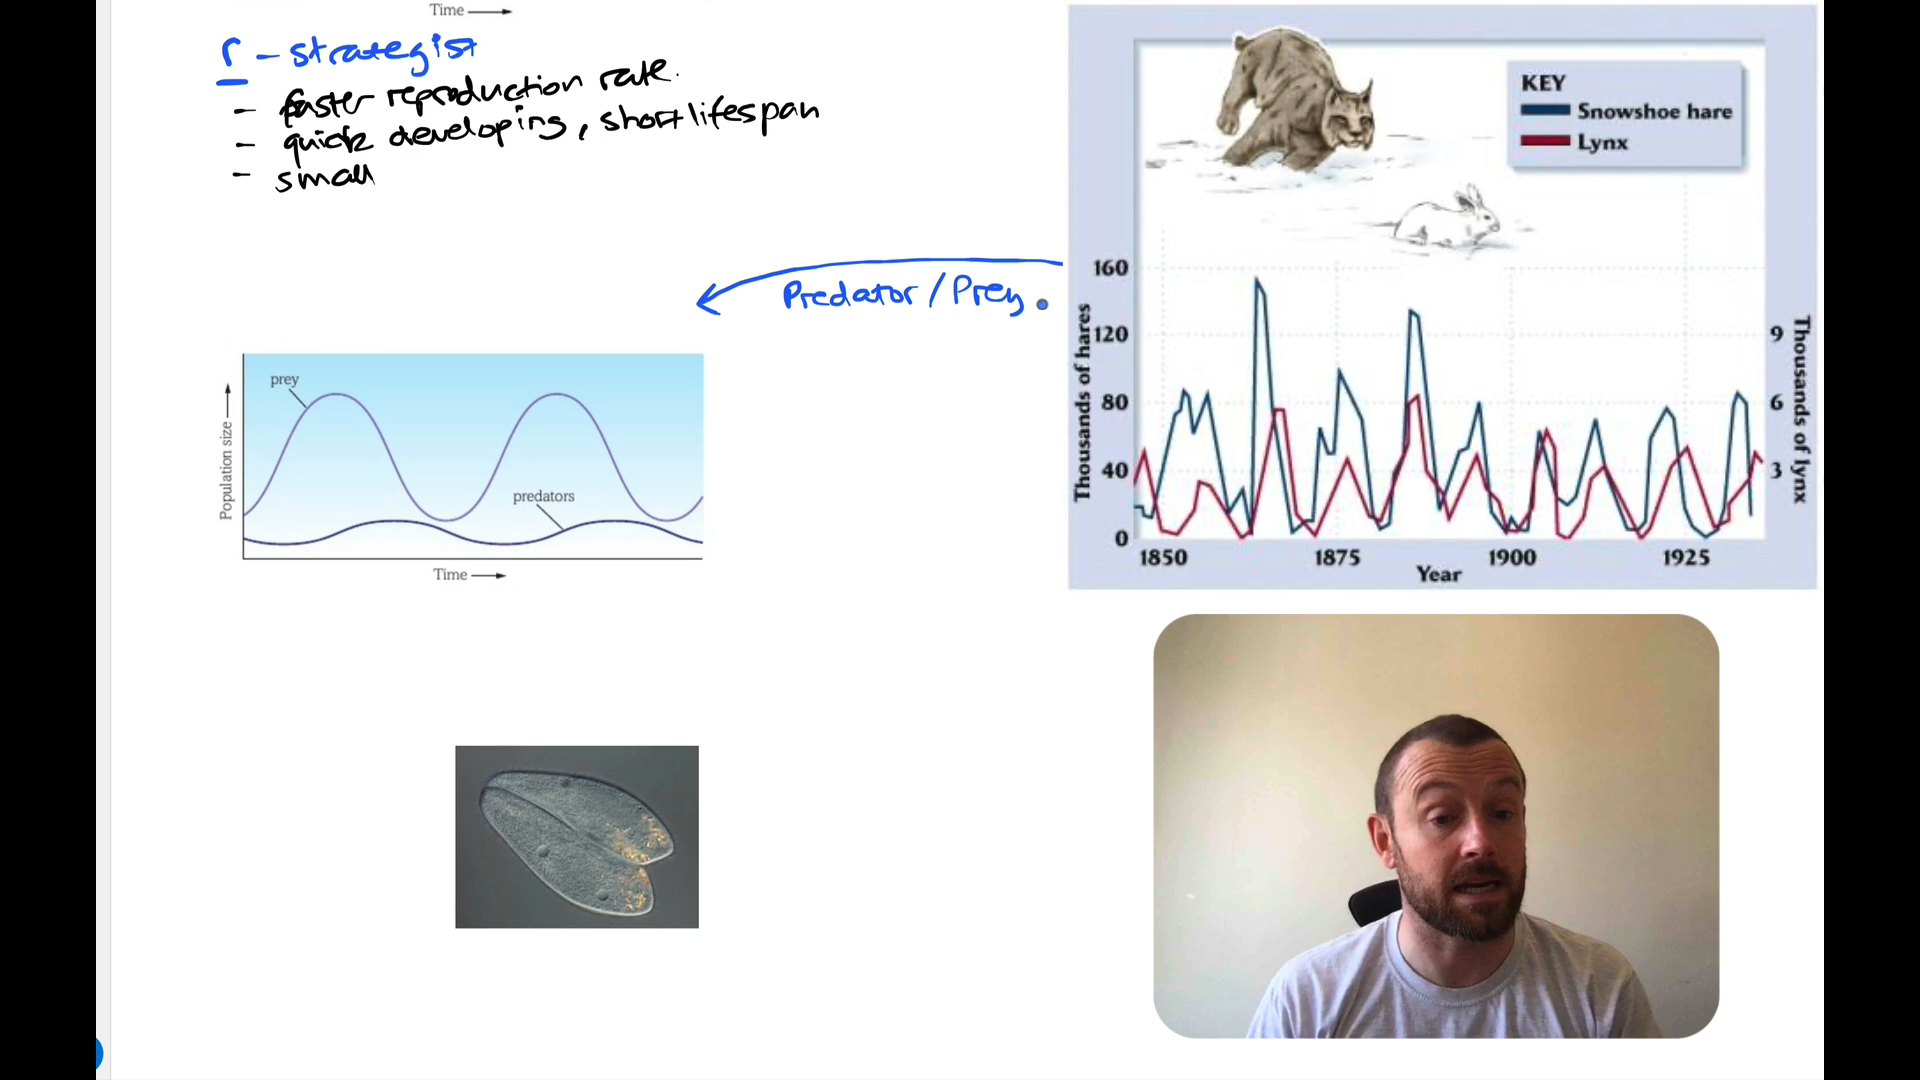 Time
r - strategist
- faster reproduction rate.
- quick developing, short lifespan
- small
Predator / Prey
prey
predators
Population size
Time
KEY
Snowshoe hare
Lynx
160
120
80
40
0
Thousands of hares
9
6
3
Thousands of lynx
1850 1875 1900 1925
Year